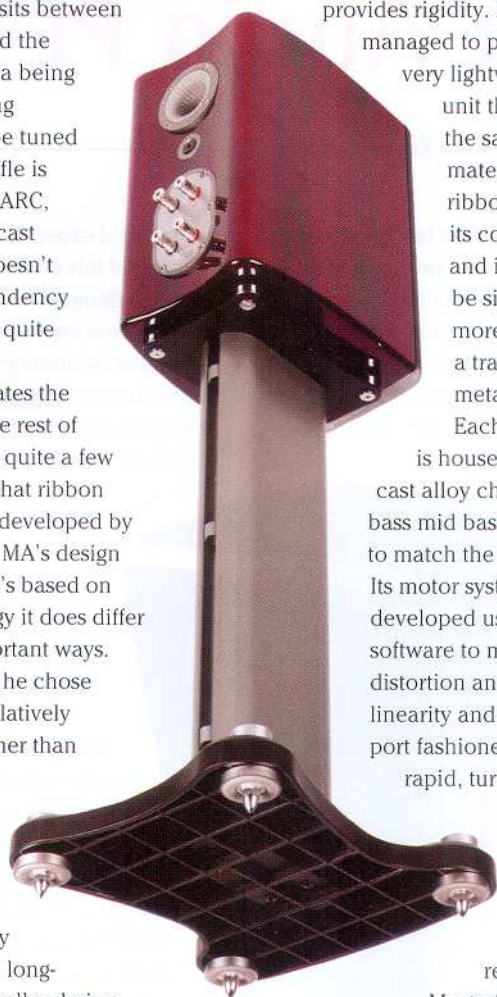 sits between
d the
a being
g
be tuned
fle is
ARC,
cast
oesn't
ndency
quite
ates the
e rest of
quite a few
hat ribbon
developed by
MA's design
's based on
gy it does differ
ortant ways.
he chose
latively
her than
y
long-
provides rigidity.
managed to p
very lightw
unit th
the sa
mate
ribbo
its co
and i
be si
more
a tra
meta
Each
is house
cast alloy ch
bass mid bas
to match the
Its motor syst
developed us
software to m
distortion an
linearity and
port fashione
rapid, tur
re